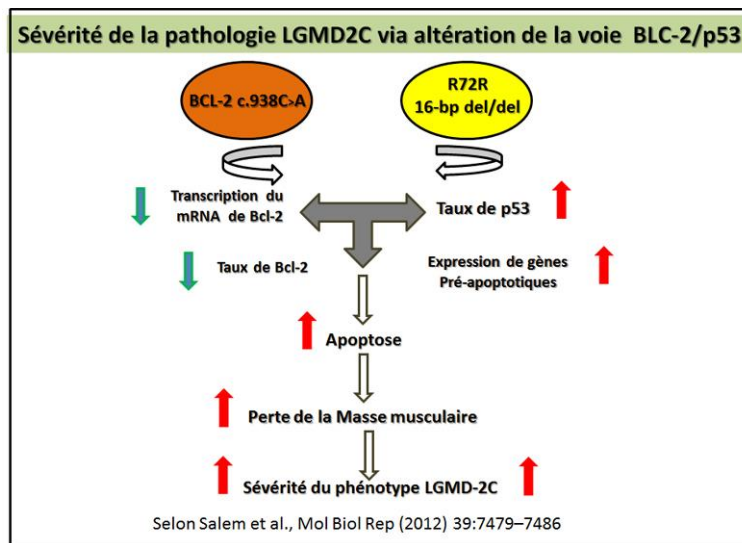 Sévérité de la pathologie LGMD2C via altération de la voie BLC-2/p53
BCL-2 c.938C>A
R72R
16-bp del/del
Transcription du
mRNA de Bcl-2
Taux de p53
Taux de Bcl-2
Expression de gènes
Pré-apoptotiques
Apoptose
Perte de la Masse musculaire
Sévérité du phénotype LGMD-2C
Selon Salem et al., Mol Biol Rep (2012) 39:7479–7486